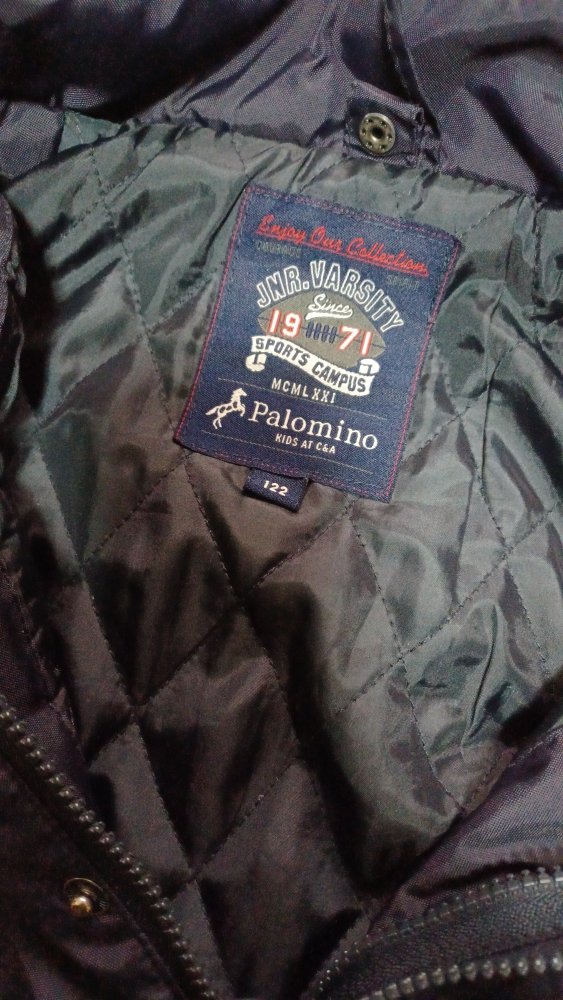 Enjoy Our Collection
JNR. VARSITY
Since
19 71
SPORTS CAMPUS
MCMLXXI
Palomino
KIDS AT C&A
122